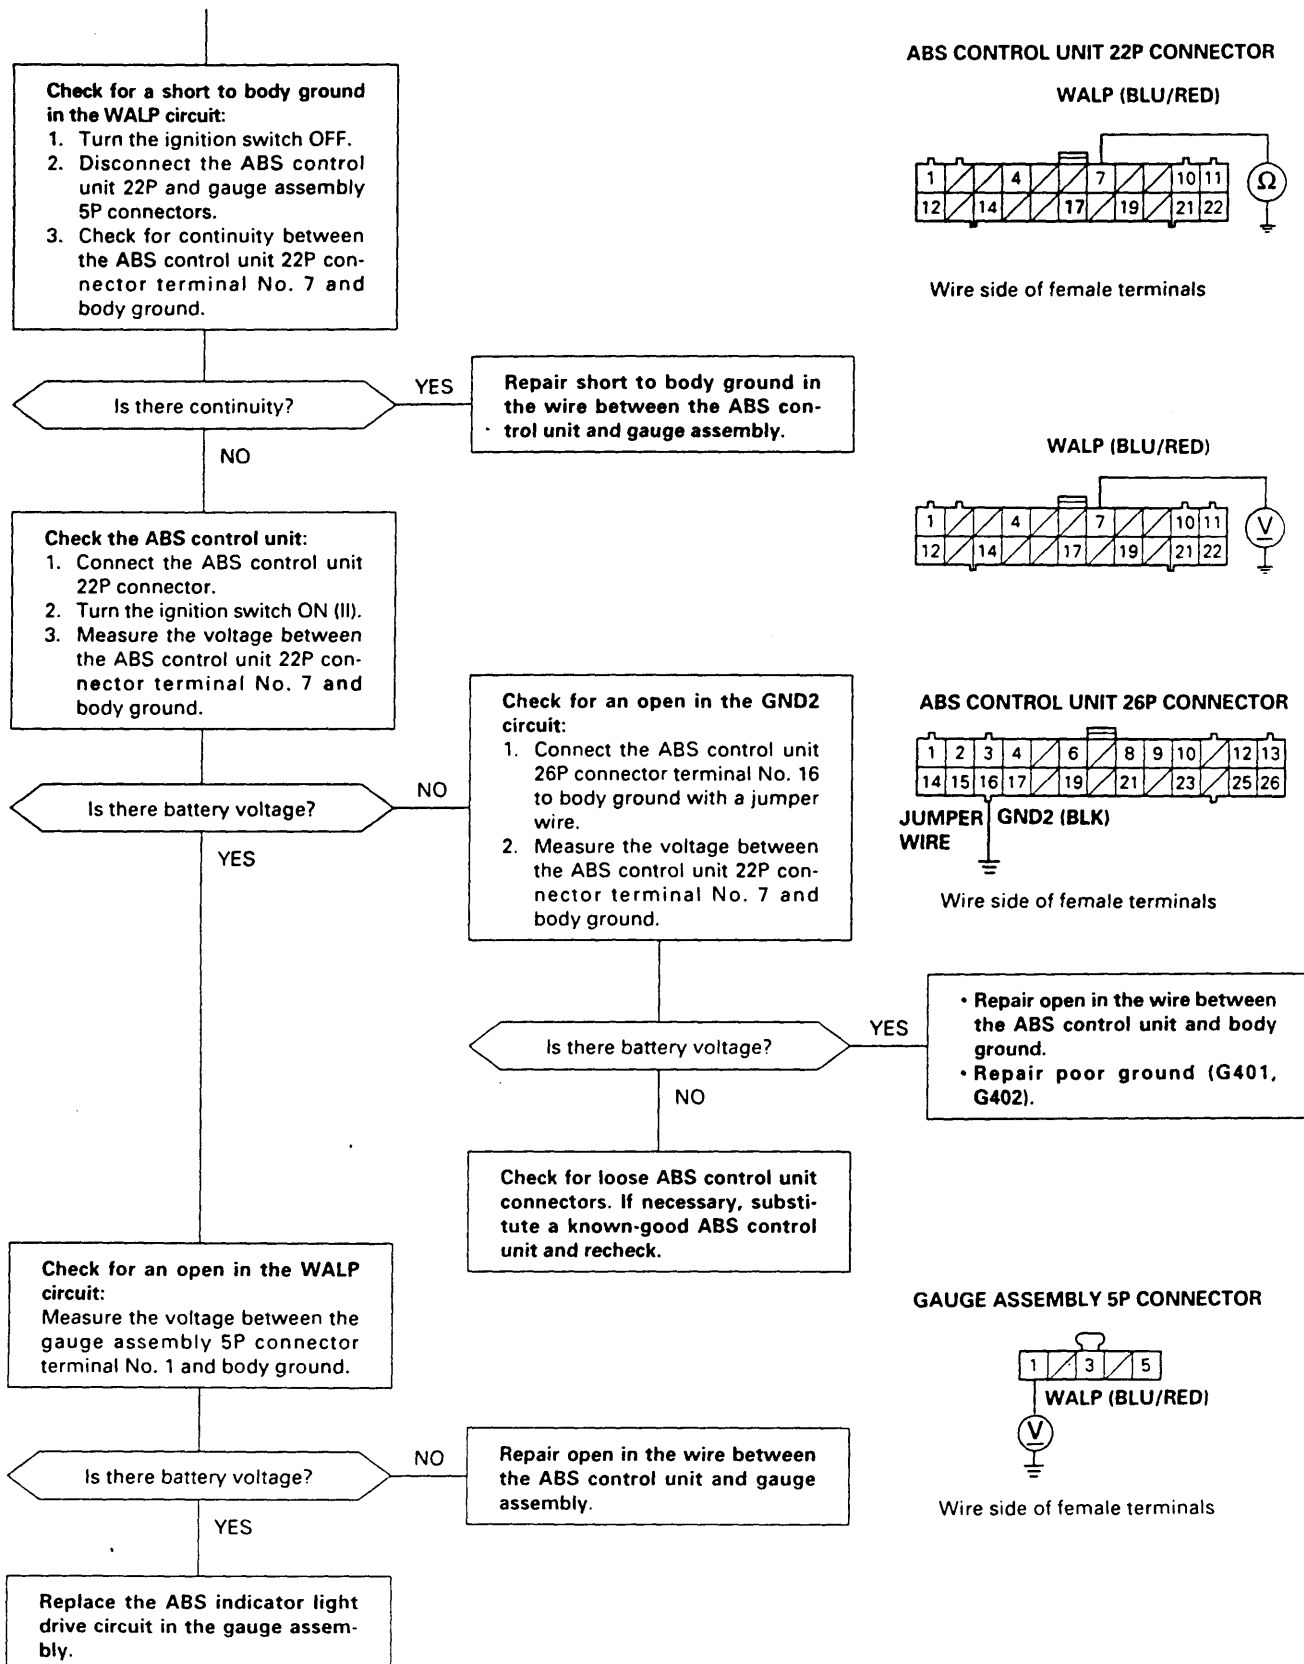 Check for a short to body ground
in the WALP circuit:
1. Turn the ignition switch OFF.
2. Disconnect the ABS control
unit 22P and gauge assembly
5P connectors.
3. Check for continuity between
the ABS control unit 22P con-
nector terminal No. 7 and
body ground.
ABS CONTROL UNIT 22P CONNECTOR
WALP (BLU/RED)
1 4 7 10 11
Ω
12 14 17 19 21 22
Wire side of female terminals
Is there continuity?
YES
Repair short to body ground in
the wire between the ABS con-
trol unit and gauge assembly.
NO
WALP (BLU/RED)
1 4 7 10 11
V
12 14 17 19 21 22
Check the ABS control unit:
1. Connect the ABS control unit
22P connector.
2. Turn the ignition switch ON (II).
3. Measure the voltage between
the ABS control unit 22P con-
nector terminal No. 7 and
body ground.
Is there battery voltage?
NO
YES
Check for an open in the GND2
circuit:
1. Connect the ABS control unit
26P connector terminal No. 16
to body ground with a jumper
wire.
2. Measure the voltage between
the ABS control unit 22P con-
nector terminal No. 7 and
body ground.
ABS CONTROL UNIT 26P CONNECTOR
1 2 3 4 6 8 9 10 12 13
14 15 16 17 19 21 23 25 26
JUMPER
WIRE
GND2 (BLK)
Wire side of female terminals
Is there battery voltage?
YES
• Repair open in the wire between
the ABS control unit and body
ground.
• Repair poor ground (G401,
G402).
NO
Check for loose ABS control unit
connectors. If necessary, substi-
tute a known-good ABS control
unit and recheck.
Check for an open in the WALP
circuit:
Measure the voltage between the
gauge assembly 5P connector
terminal No. 1 and body ground.
GAUGE ASSEMBLY 5P CONNECTOR
1 3 5
WALP (BLU/RED)
V
Wire side of female terminals
Is there battery voltage?
NO
Repair open in the wire between
the ABS control unit and gauge
assembly.
YES
Replace the ABS indicator light
drive circuit in the gauge assem-
bly.